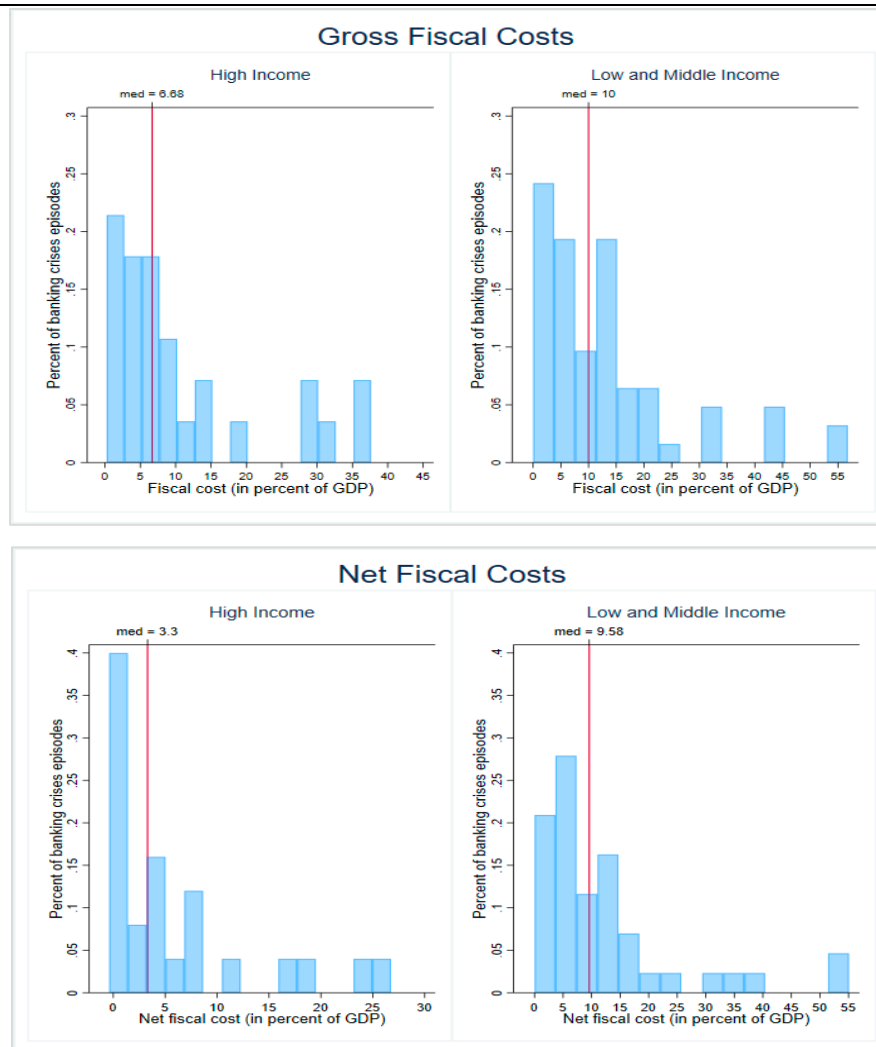 Gross Fiscal Costs
High Income
med = 6.68
Percent of banking crises episodes
0 .05 .1 .15 .2 .25 .3
0 5 10 15 20 25 30 35 40 45
Fiscal cost (in percent of GDP)
Low and Middle Income
med = 10
Percent of banking crises episodes
0 .05 .1 .15 .2 .25 .3
0 5 10 15 20 25 30 35 40 45 50 55
Fiscal cost (in percent of GDP)
Net Fiscal Costs
High Income
med = 3.3
Percent of banking crises episodes
0 .05 .1 .15 .2 .25 .3 .35 .4
0 5 10 15 20 25 30
Net fiscal cost (in percent of GDP)
Low and Middle Income
med = 9.58
Percent of banking crises episodes
0 .05 .1 .15 .2 .25 .3 .35 .4
0 5 10 15 20 25 30 35 40 45 50 55
Net fiscal cost (in percent of GDP)